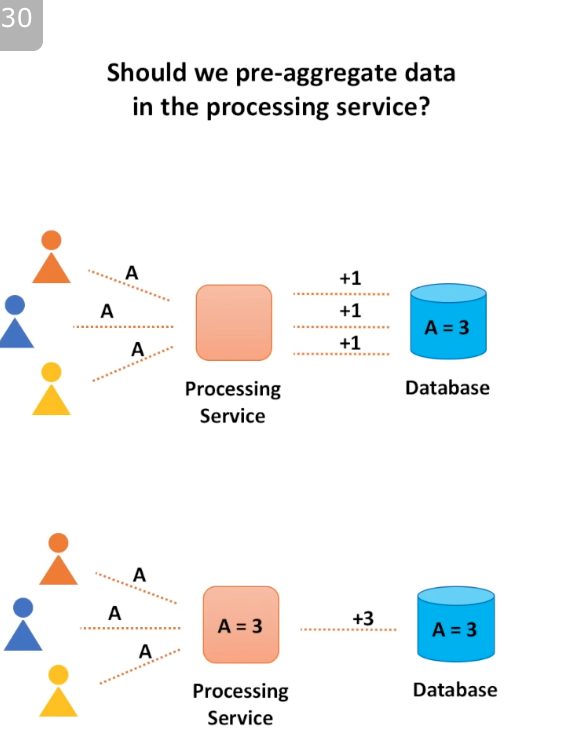 30
Should we pre-aggregate data
in the processing service?
A
A
A
+1
+1
+1
A = 3
Processing
Service
Database
A
A
A
A = 3
+3
A = 3
Processing
Service
Database